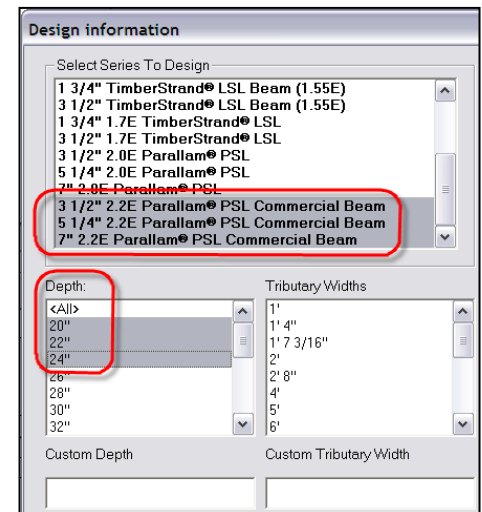 Design information
Select Series To Design
1 3/4" TimberStrand® LSL Beam (1.55E)
3 1/2" TimberStrand® LSL Beam (1.55E)
1 3/4" 1.7E TimberStrand® LSL
3 1/2" 1.7E TimberStrand® LSL
3 1/2" 2.0E Parallam® PSL
5 1/4" 2.0E Parallam® PSL
7" 2.0E Parallam® PSL
3 1/2" 2.2E Parallam® PSL Commercial Beam
5 1/4" 2.2E Parallam® PSL Commercial Beam
7" 2.2E Parallam® PSL Commercial Beam
Depth:
<All>
20"
22"
24"
26"
28"
30"
32"
Tributary Widths
1'
1' 4"
1' 7 3/16"
2'
2' 8"
4'
5'
6'
Custom Depth
Custom Tributary Width